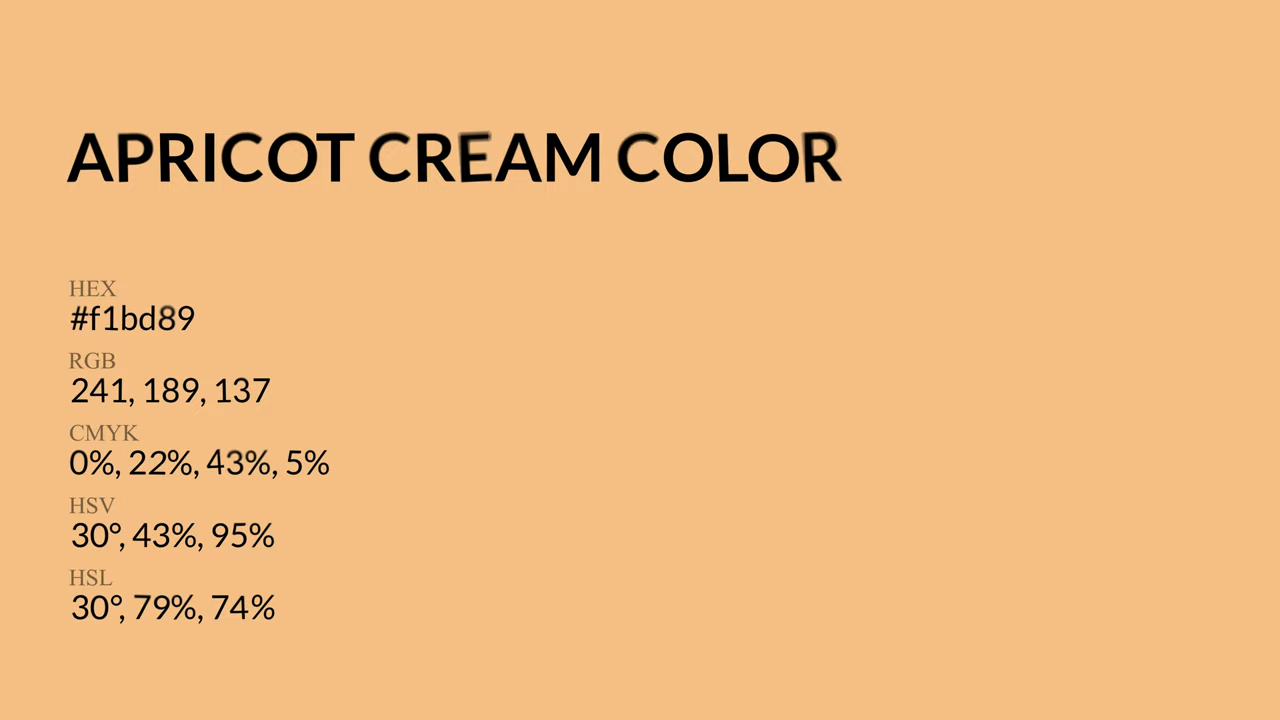 APRICOT CREAM COLOR
HEX
#f1bd89
RGB
241, 189, 137
CMYK
0%, 22%, 43%, 5%
HSV
30°, 43%, 95%
HSL
30°, 79%, 74%